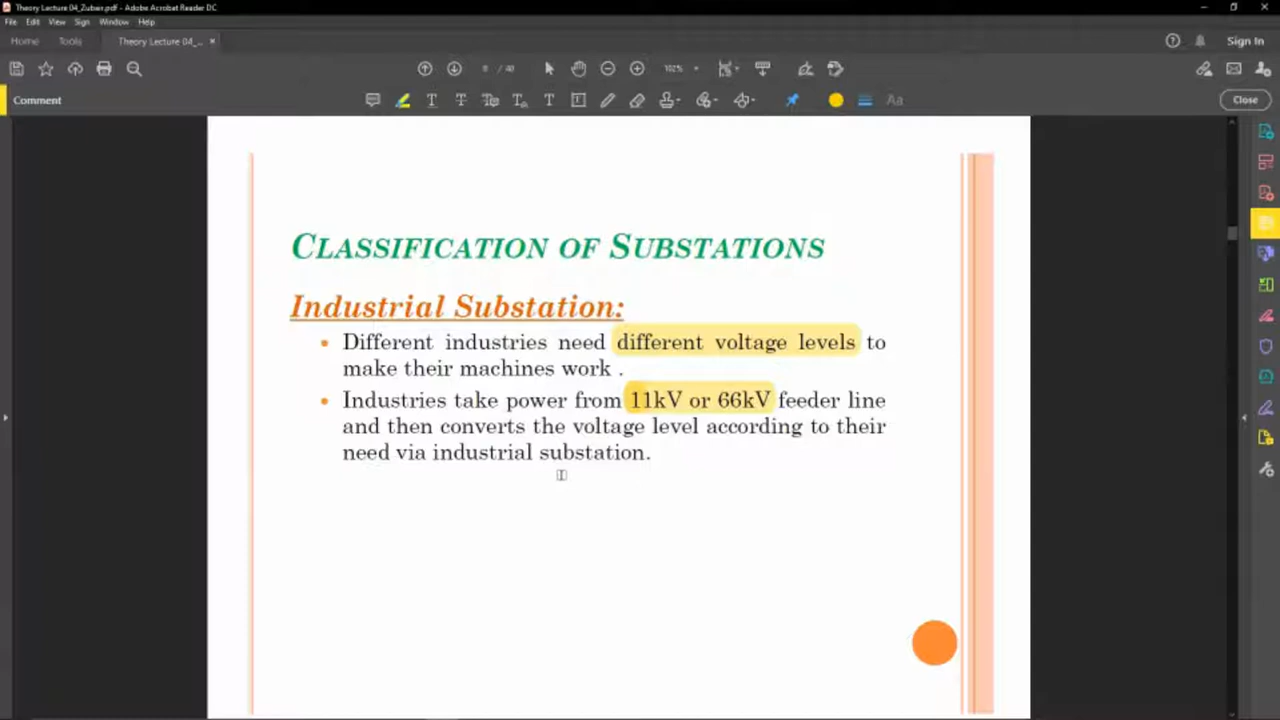 Theory Lecture 04_Zubair.pdf - Adobe Acrobat Reader DC
File Edit View Sign Window Help
Home Tools Theory Lecture 04_... × Sign In
/ 40 102%
Comment Aa Close
CLASSIFICATION OF SUBSTATIONS
Industrial Substation:
• Different industries need different voltage levels to
make their machines work .
• Industries take power from 11kV or 66kV feeder line
and then converts the voltage level according to their
need via industrial substation.